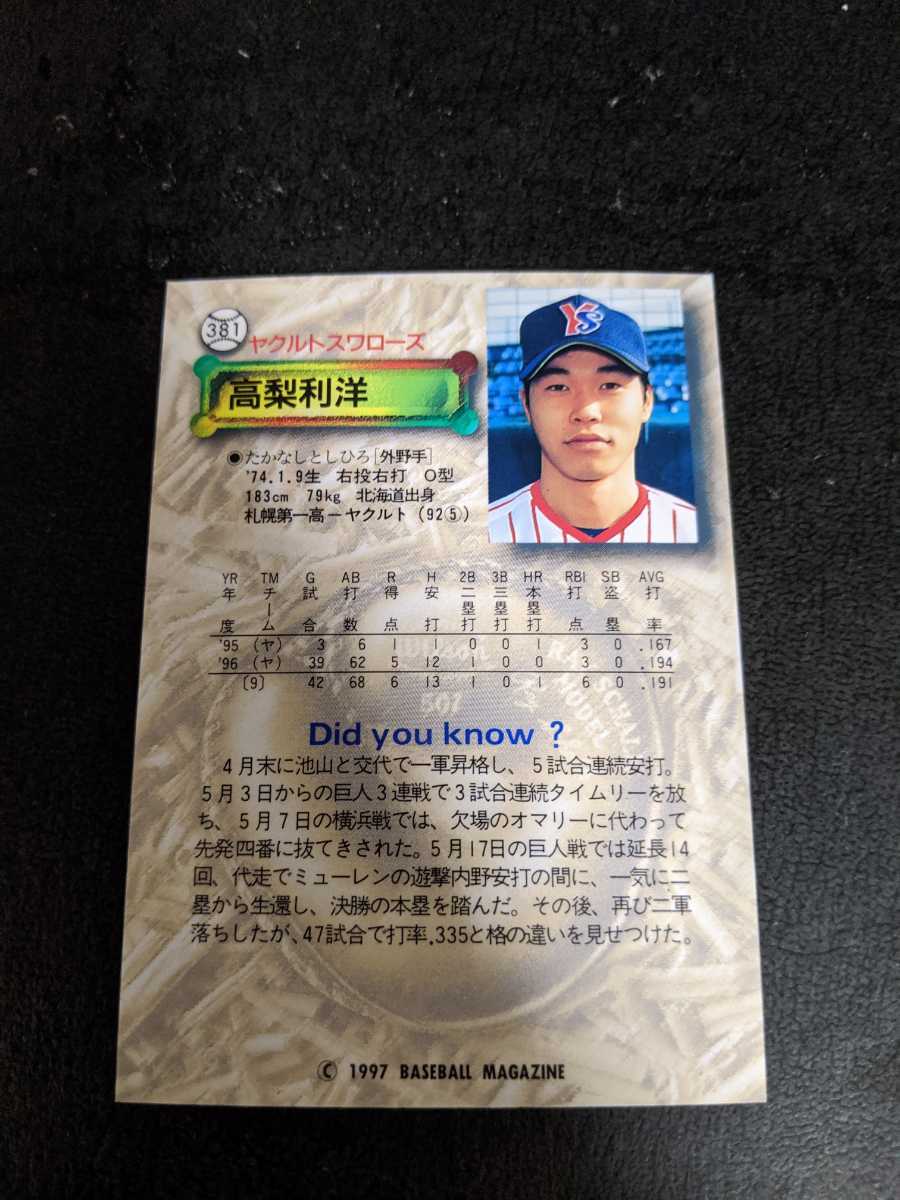 381
ヤクルトスワローズ
高梨利洋
YS
◉たかなしとしひろ[外野手]
'74.1.9生 右投右打 O型
183cm 79kg 北海道出身
札幌第一高－ヤクルト（92⑤）
YR TM G AB R H 2B 3B HR RBI SB AVG
年度 チーム 試合 打数 得点 安打 二塁打 三塁打 本塁打 打点 盗塁 打率
'95 (ヤ) 3 6 1 1 0 0 1 3 0 .167
'96 (ヤ) 39 62 5 12 1 0 0 3 0 .194
〔9〕 42 68 6 13 1 0 1 6 0 .191
501
MODEL
Did you know ?
4月末に池山と交代で一軍昇格し、5試合連続安打。
5月3日からの巨人3連戦で3試合連続タイムリーを放
ち、5月7日の横浜戦では、欠場のオマリーに代わって
先発四番に抜てきされた。5月17日の巨人戦では延長14
回、代走でミューレンの遊撃内野安打の間に、一気に二
塁から生還し、決勝の本塁を踏んだ。その後、再び二軍
落ちしたが、47試合で打率.335と格の違いを見せつけた。
© 1997 BASEBALL MAGAZINE